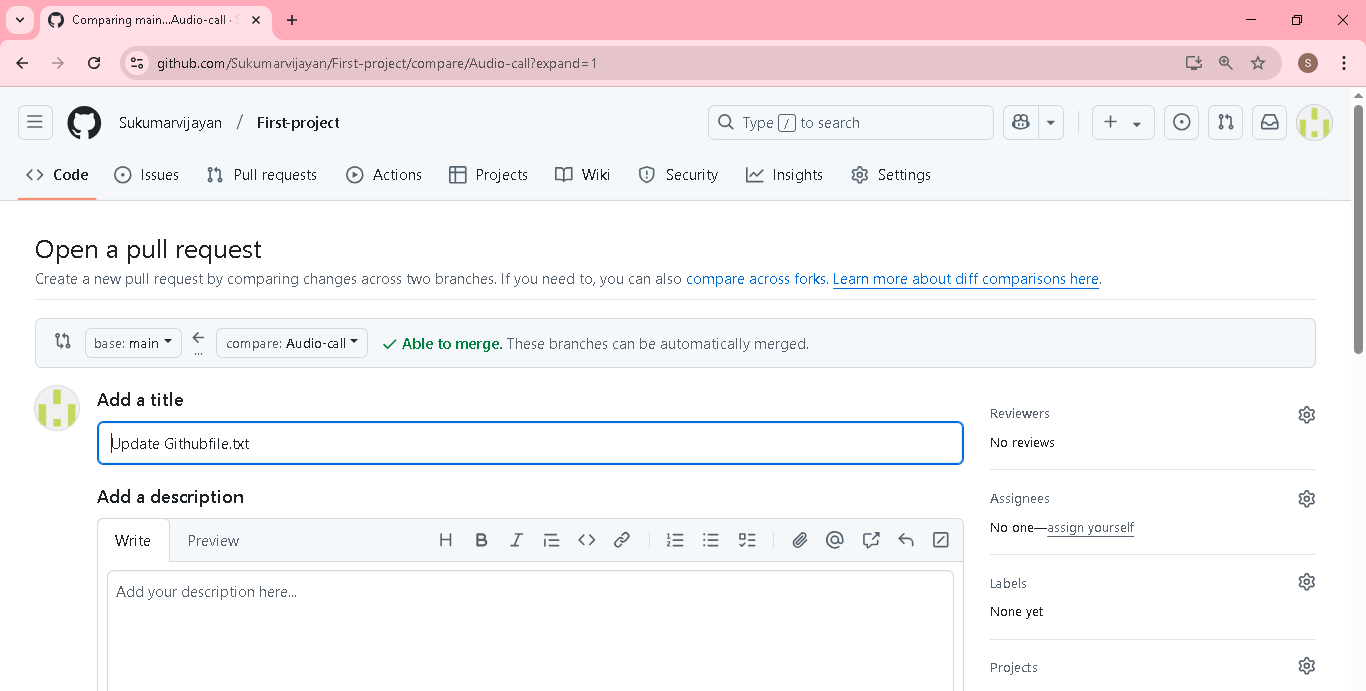 Comparing main...Audio-call · S
github.com/Sukumarvijayan/First-project/compare/Audio-call?expand=1
S
Sukumarvijayan / First-project
Type / to search
Code Issues Pull requests Actions Projects Wiki Security Insights Settings
Open a pull request
Create a new pull request by comparing changes across two branches. If you need to, you can also compare across forks. Learn more about diff comparisons here.
base: main ... compare: Audio-call Able to merge. These branches can be automatically merged.
Add a title
Update Githubfile.txt
Add a description
Write Preview
Add your description here...
Reviewers
No reviews
Assignees
No one—assign yourself
Labels
None yet
Projects